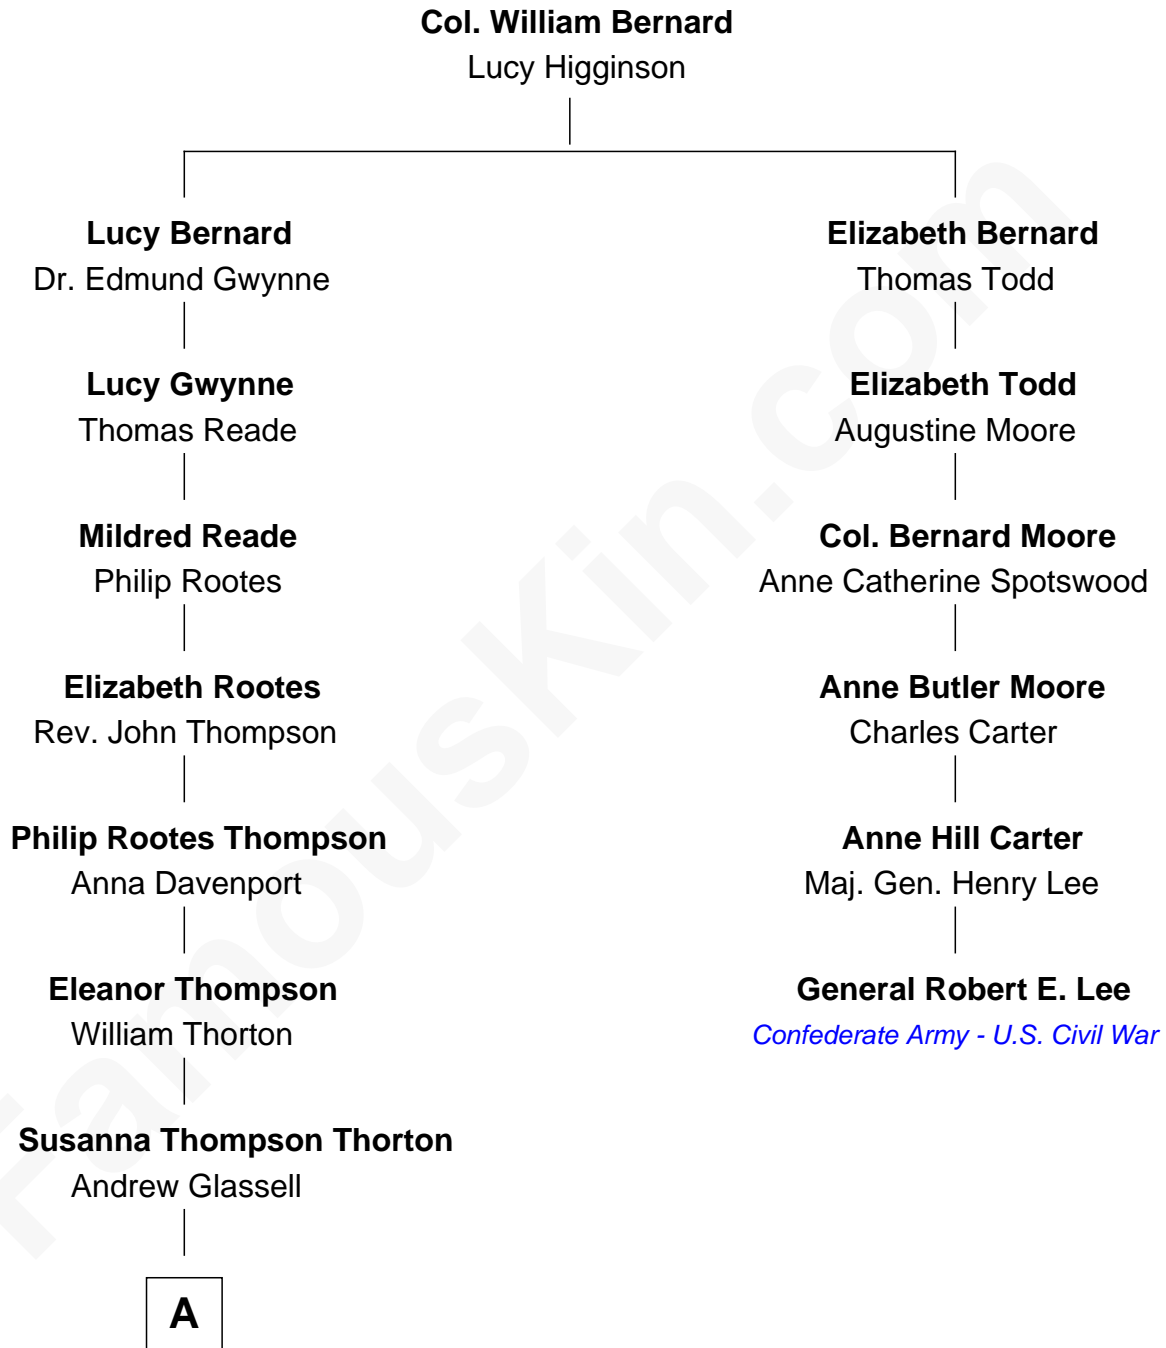 Col. William Bernard
Lucy Higginson
Lucy Bernard
Dr. Edmund Gwynne
Elizabeth Bernard
Thomas Todd
Lucy Gwynne
Thomas Reade
Elizabeth Todd
Augustine Moore
Mildred Reade
Philip Rootes
Col. Bernard Moore
Anne Catherine Spotswood
Elizabeth Rootes
Rev. John Thompson
Anne Butler Moore
Charles Carter
Philip Rootes Thompson
Anna Davenport
Anne Hill Carter
Maj. Gen. Henry Lee
Eleanor Thompson
William Thorton
General Robert E. Lee
Confederate Army - U.S. Civil War
Susanna Thompson Thorton
Andrew Glassell
A
FamousKin.com